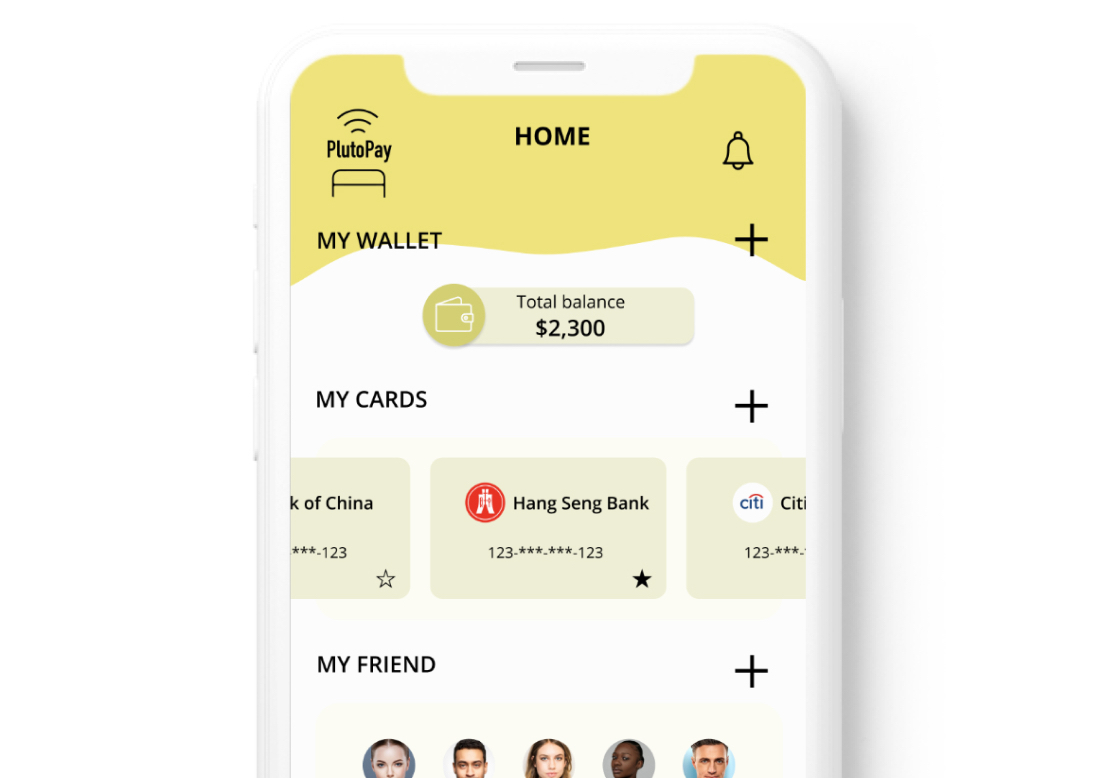 PlutoPay
HOME
MY WALLET
Total balance
$2,300
MY CARDS
k of China
***-123
Hang Seng Bank
123-***-***-123
citi
Citi
123-***-
MY FRIEND